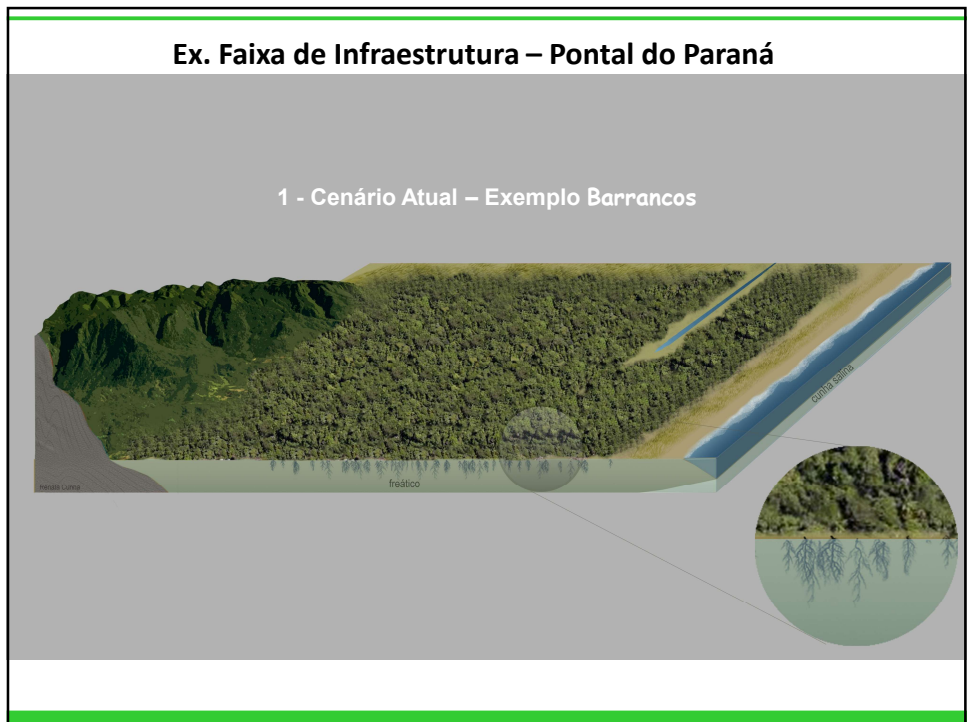 Ex. Faixa de Infraestrutura – Pontal do Paraná
1 - Cenário Atual – Exemplo Barrancos
cunha salina
freático